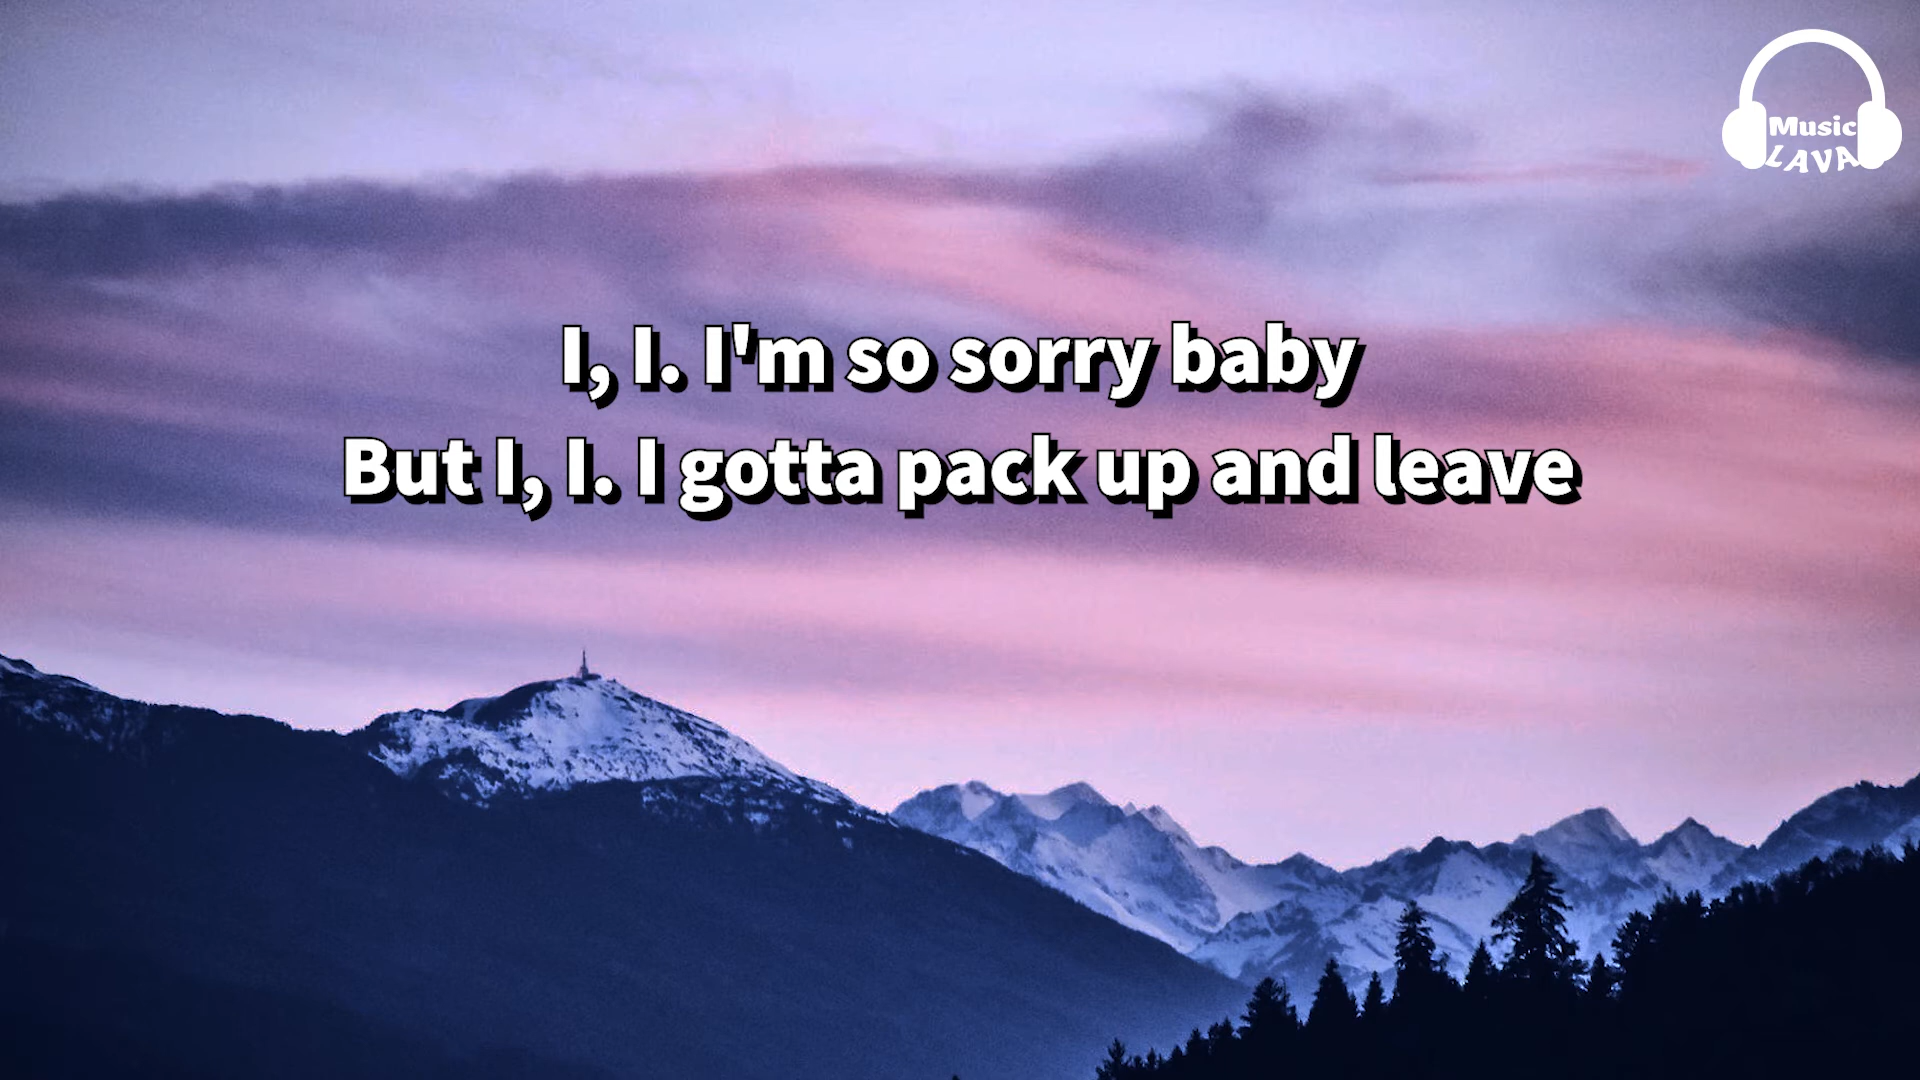 Music
LAVA
I, I. I'm so sorry baby
But I, I. I gotta pack up and leave